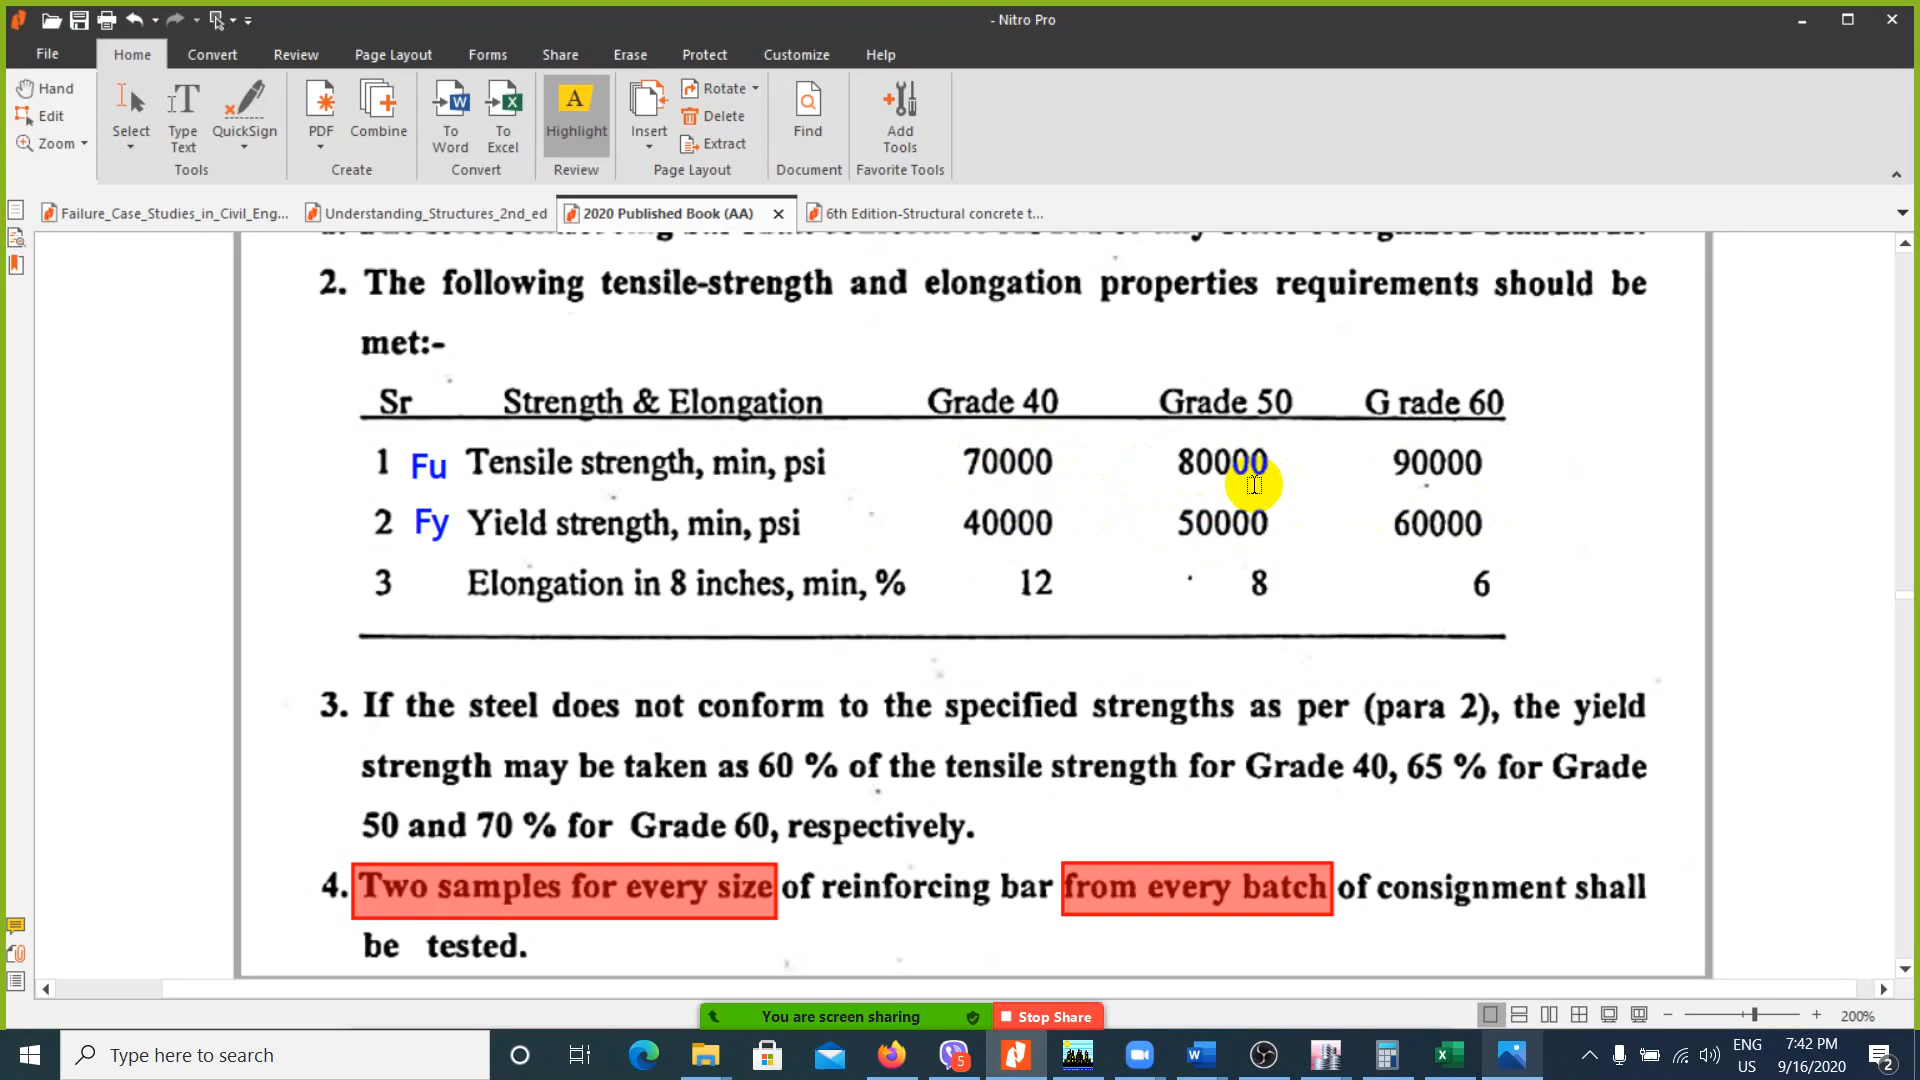 - Nitro Pro
File
Home
Convert
Review
Page Layout
Forms
Share
Erase
Protect
Customize
Help
Hand
Edit
Zoom
Select
Type
Text
QuickSign
Tools
PDF
Combine
Create
To
Word
To
Excel
Convert
Highlight
Review
Insert
Rotate
Delete
Extract
Page Layout
Find
Document
Add
Tools
Favorite Tools
Failure_Case_Studies_in_Civil_Eng...
Understanding_Structures_2nd_ed
2020 Published Book (AA)
6th Edition-Structural concrete t...
2. The following tensile-strength and elongation properties requirements should be
met:-
Sr Strength & Elongation Grade 40 Grade 50 G rade 60
1 Fu Tensile strength, min, psi 70000 80000 90000
2 Fy Yield strength, min, psi 40000 50000 60000
3 Elongation in 8 inches, min, % 12 8 6
3. If the steel does not conform to the specified strengths as per (para 2), the yield
strength may be taken as 60 % of the tensile strength for Grade 40, 65 % for Grade
50 and 70 % for Grade 60, respectively.
4. Two samples for every size of reinforcing bar from every batch of consignment shall
be tested.
You are screen sharing
Stop Share
200%
Type here to search
5
ENG
US
7:42 PM
9/16/2020
2